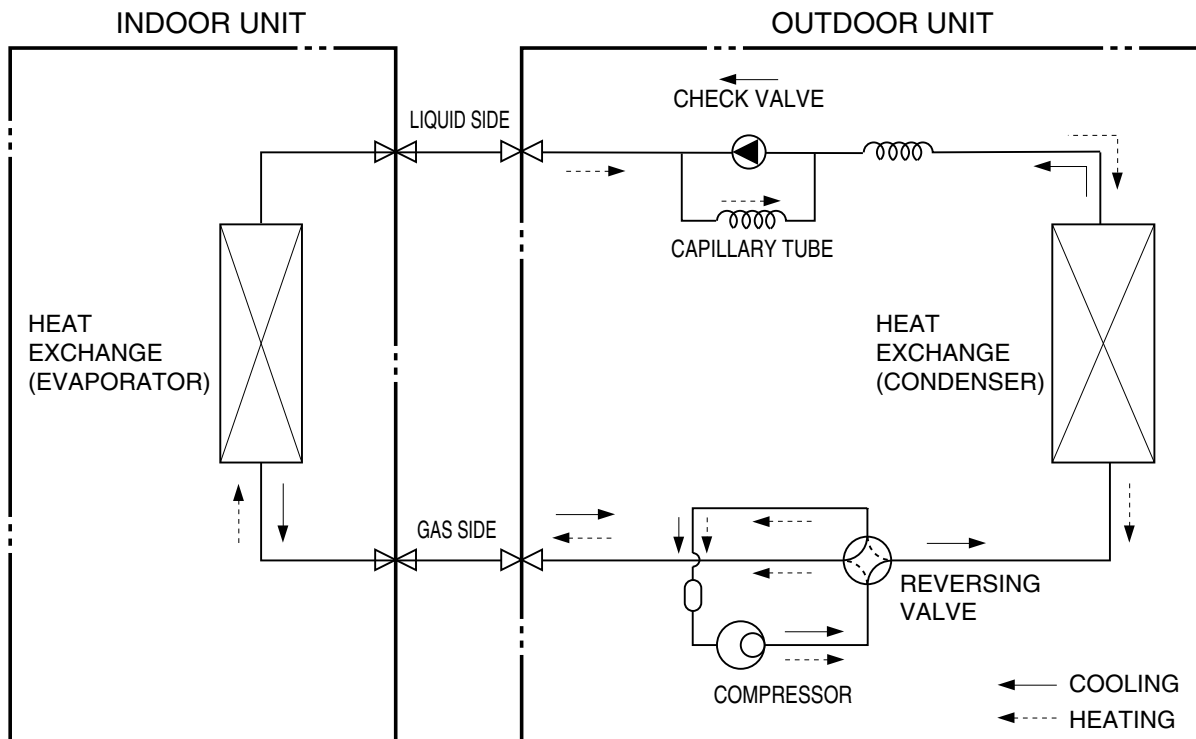 INDOOR UNIT
OUTDOOR UNIT
CHECK VALVE
LIQUID SIDE
CAPILLARY TUBE
HEAT
EXCHANGE
(EVAPORATOR)
HEAT
EXCHANGE
(CONDENSER)
GAS SIDE
REVERSING
VALVE
COMPRESSOR
COOLING
HEATING